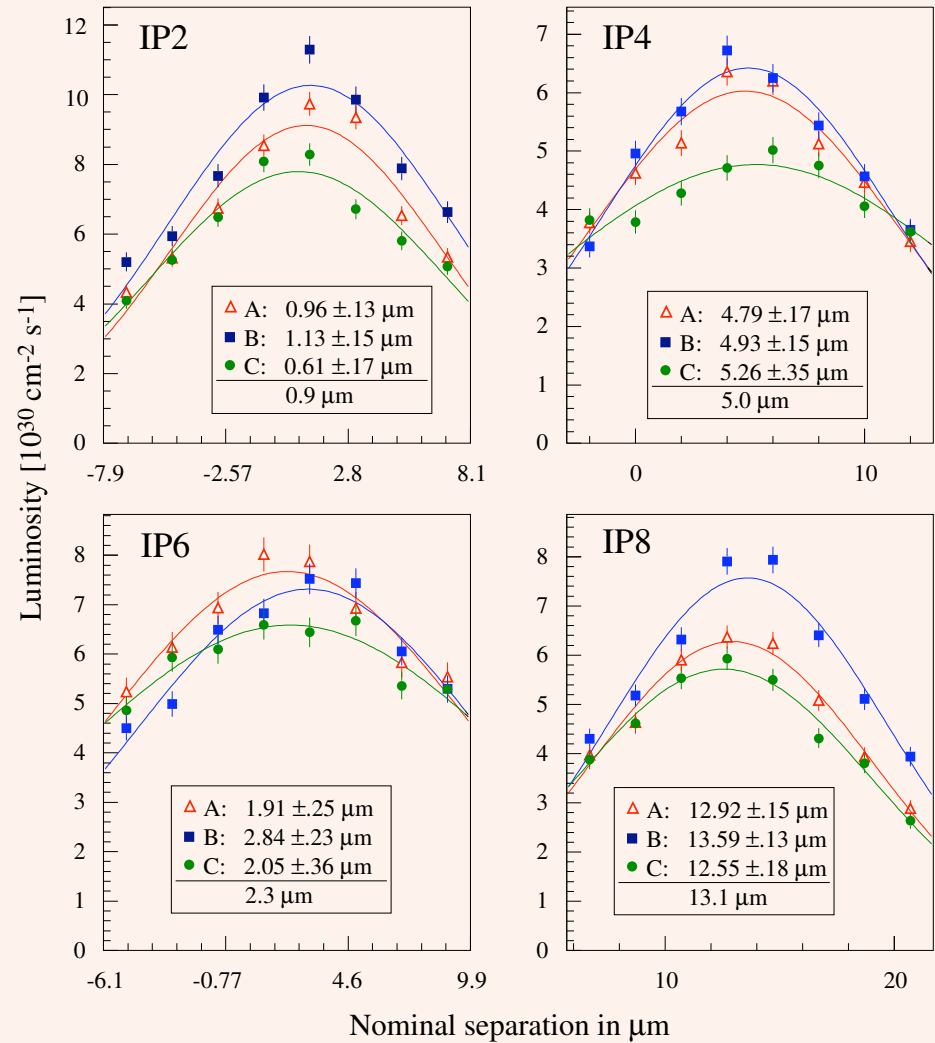 Luminosity [10³⁰ cm⁻² s⁻¹]
IP2
12
10
8
6
4
2
0
A: 0.96 ±.13 μm
B: 1.13 ±.15 μm
C: 0.61 ±.17 μm
0.9 μm
-7.9 -2.57 2.8 8.1
IP4
7
6
5
4
3
2
1
0
A: 4.79 ±.17 μm
B: 4.93 ±.15 μm
C: 5.26 ±.35 μm
5.0 μm
0 10
IP6
8
7
6
5
4
3
2
1
0
A: 1.91 ±.25 μm
B: 2.84 ±.23 μm
C: 2.05 ±.36 μm
2.3 μm
-6.1 -0.77 4.6 9.9
IP8
8
7
6
5
4
3
2
1
0
A: 12.92 ±.15 μm
B: 13.59 ±.13 μm
C: 12.55 ±.18 μm
13.1 μm
10 20
Nominal separation in μm